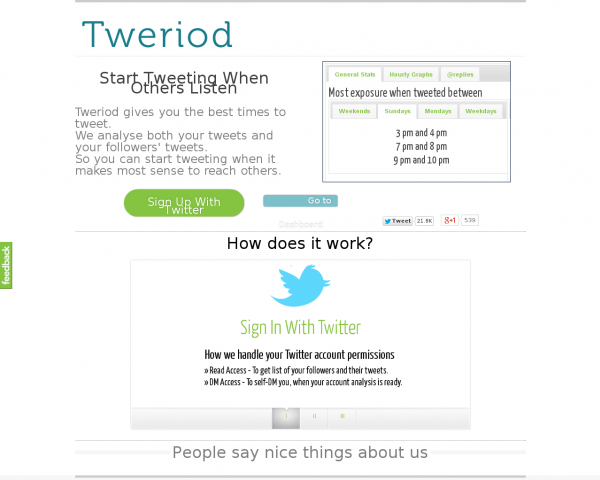 Tweriod
Start Tweeting When
Others Listen
Tweriod gives you the best times to
tweet.
We analyse both your tweets and
your followers' tweets.
So you can start tweeting when it
makes most sense to reach others.
Sign Up With
Twitter
Go to
Dashboard
General Stats
Hourly Graphs
@replies
Most exposure when tweeted between
Weekends
Sundays
Mondays
Weekdays
3 pm and 4 pm
7 pm and 8 pm
9 pm and 10 pm
Tweet
21.8K
+1
539
feedback
How does it work?
Sign In With Twitter
How we handle your Twitter account permissions
» Read Access - To get list of your followers and their tweets.
» DM Access - To self-DM you, when your account analysis is ready.
People say nice things about us